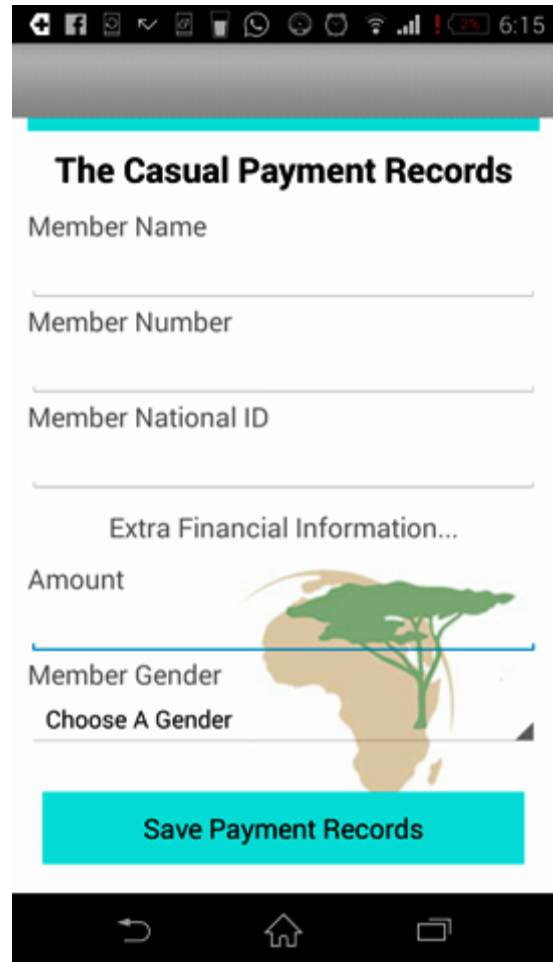 2% 6:15
The Casual Payment Records
Member Name
Member Number
Member National ID
Extra Financial Information...
Amount
Member Gender
Choose A Gender
Save Payment Records